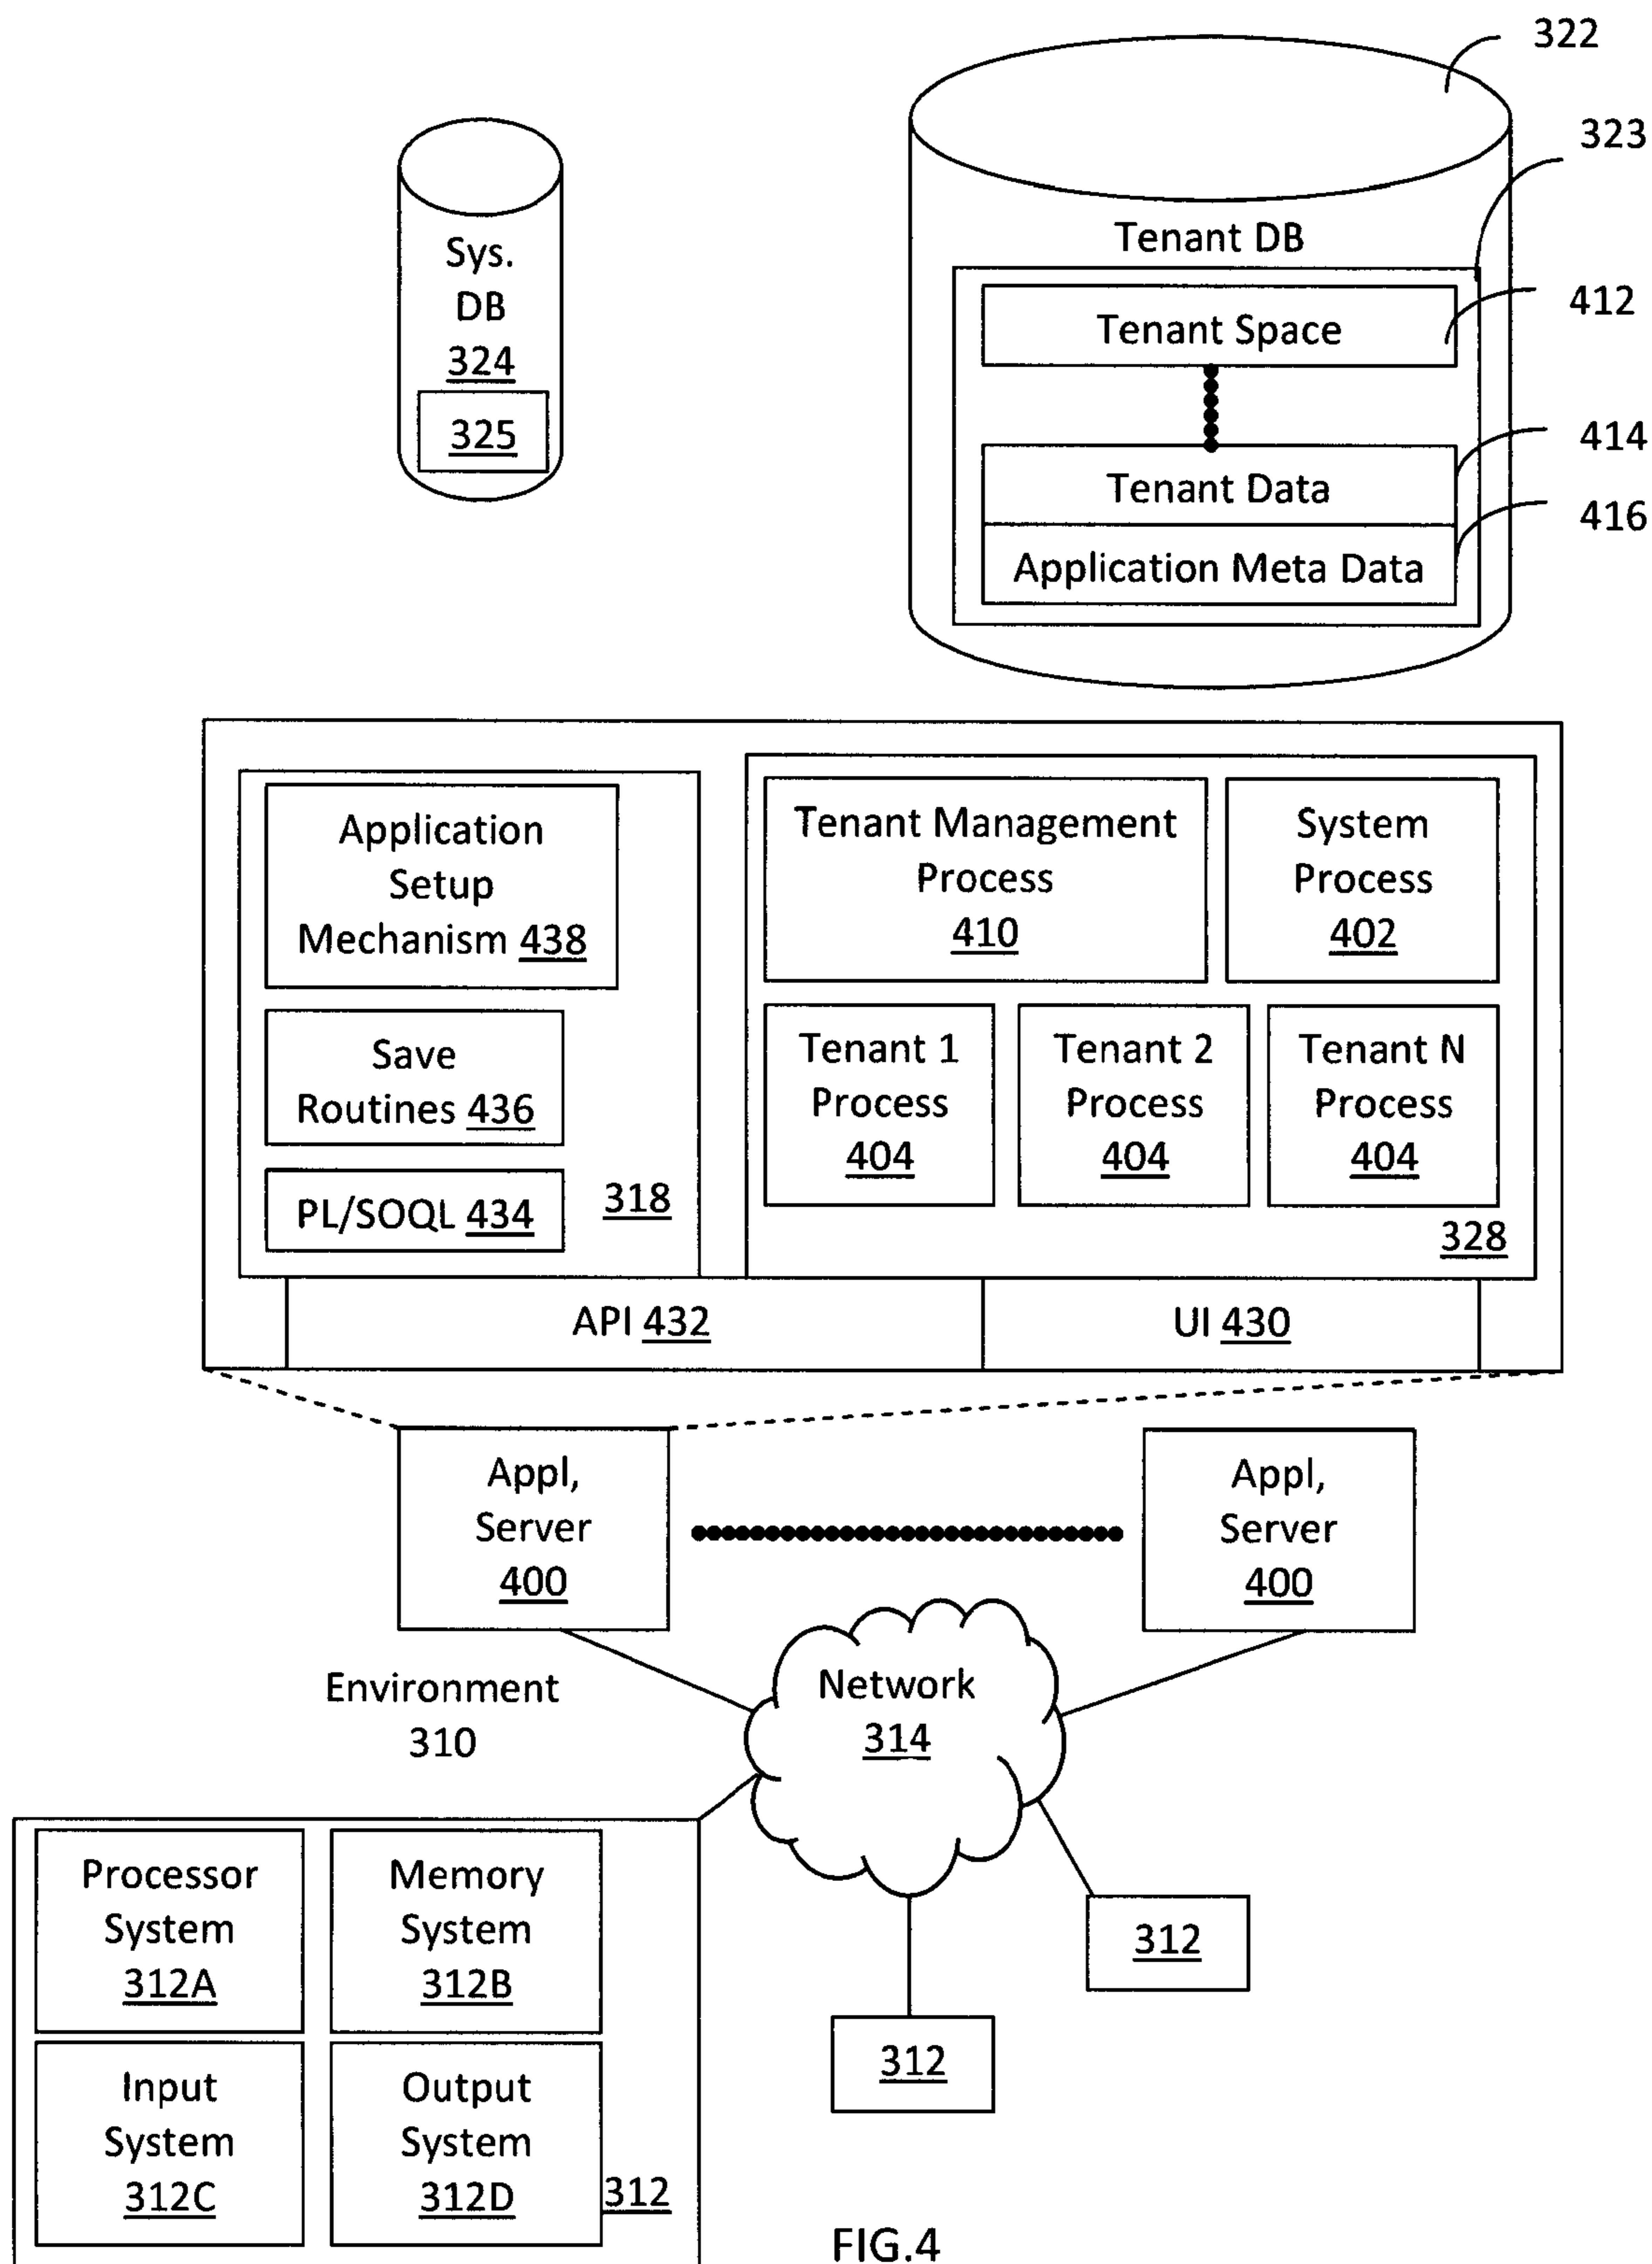 322
323
Tenant DB
Sys.
DB
324
325
Tenant Space
412
414
Tenant Data
416
Application Meta Data
Application
Setup
Mechanism 438
Tenant Management
Process
410
System
Process
402
Save
Routines 436
Tenant 1
Process
404
Tenant 2
Process
404
Tenant N
Process
404
PL/SOQL 434
318
328
API 432
UI 430
Appl,
Server
400
Appl,
Server
400
Environment
310
Network
314
Processor
System
312A
Memory
System
312B
Input
System
312C
Output
System
312D
312
312
312
FIG.4